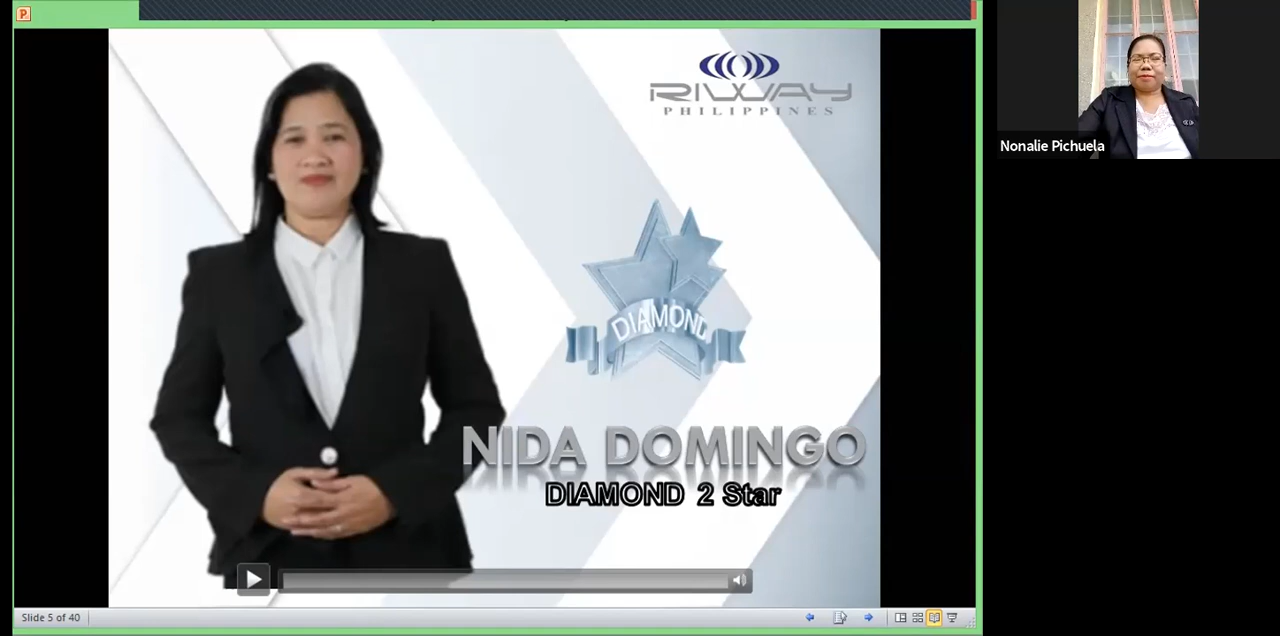 RIWAY
PHILIPPINES
DIAMOND
NIDA DOMINGO
DIAMOND 2 Star
Nonalie Pichuela
Slide 5 of 40